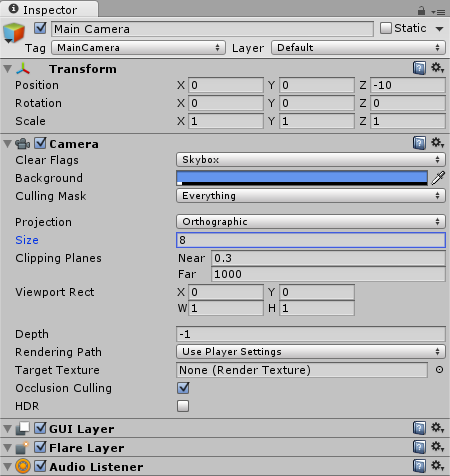 Inspector
Main Camera Static
Tag MainCamera Layer Default
Transform
Position X 0 Y 0 Z -10
Rotation X 0 Y 0 Z 0
Scale X 1 Y 1 Z 1
Camera
Clear Flags Skybox
Background
Culling Mask Everything
Projection Orthographic
Size 8
Clipping Planes Near 0.3
Far 1000
Viewport Rect X 0 Y 0
W 1 H 1
Depth -1
Rendering Path Use Player Settings
Target Texture None (Render Texture)
Occlusion Culling
HDR
GUI Layer
Flare Layer
Audio Listener